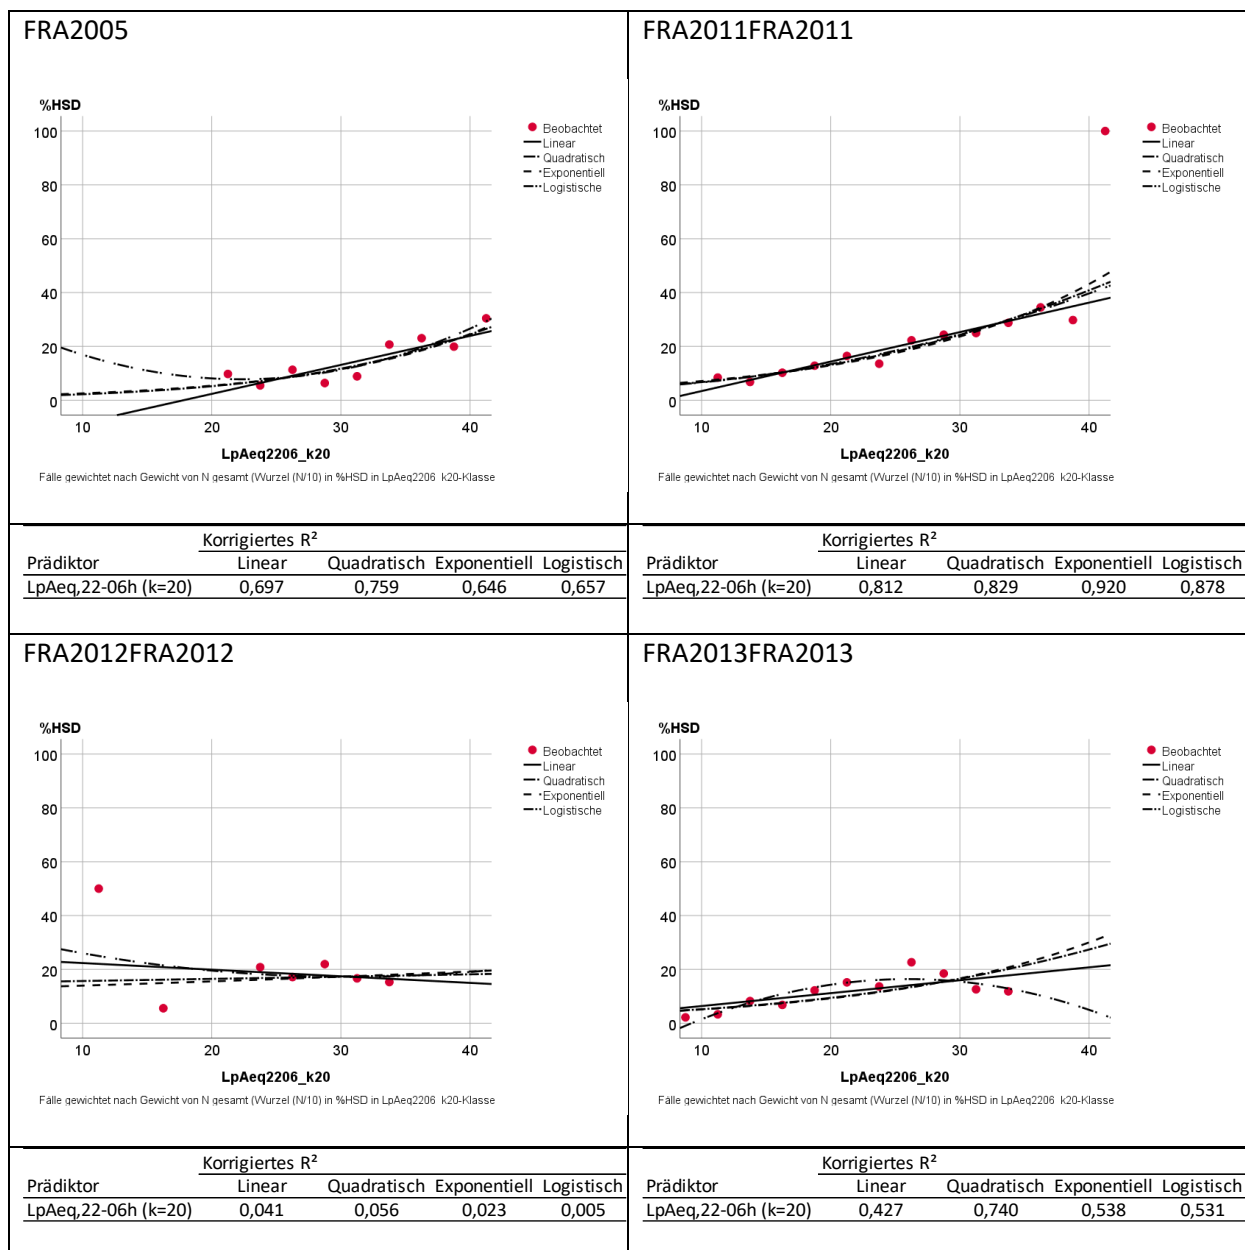 FRA2005
%HSD
100
80
60
40
20
0
10 20 30 40
LpAeq2206_k20
Beobachtet
Linear
Quadratisch
Exponentiell
Logistische
Fälle gewichtet nach Gewicht von N gesamt (Wurzel (N/10) in %HSD in LpAeq2206_k20-Klasse
Korrigiertes R²
Prädiktor Linear Quadratisch Exponentiell Logistisch
LpAeq,22-06h (k=20) 0,697 0,759 0,646 0,657
FRA2011FRA2011
%HSD
100
80
60
40
20
0
10 20 30 40
LpAeq2206_k20
Beobachtet
Linear
Quadratisch
Exponentiell
Logistische
Fälle gewichtet nach Gewicht von N gesamt (Wurzel (N/10) in %HSD in LpAeq2206_k20-Klasse
Korrigiertes R²
Prädiktor Linear Quadratisch Exponentiell Logistisch
LpAeq,22-06h (k=20) 0,812 0,829 0,920 0,878
FRA2012FRA2012
%HSD
100
80
60
40
20
0
10 20 30 40
LpAeq2206_k20
Beobachtet
Linear
Quadratisch
Exponentiell
Logistische
Fälle gewichtet nach Gewicht von N gesamt (Wurzel (N/10) in %HSD in LpAeq2206_k20-Klasse
Korrigiertes R²
Prädiktor Linear Quadratisch Exponentiell Logistisch
LpAeq,22-06h (k=20) 0,041 0,056 0,023 0,005
FRA2013FRA2013
%HSD
100
80
60
40
20
0
10 20 30 40
LpAeq2206_k20
Beobachtet
Linear
Quadratisch
Exponentiell
Logistische
Fälle gewichtet nach Gewicht von N gesamt (Wurzel (N/10) in %HSD in LpAeq2206_k20-Klasse
Korrigiertes R²
Prädiktor Linear Quadratisch Exponentiell Logistisch
LpAeq,22-06h (k=20) 0,427 0,740 0,538 0,531